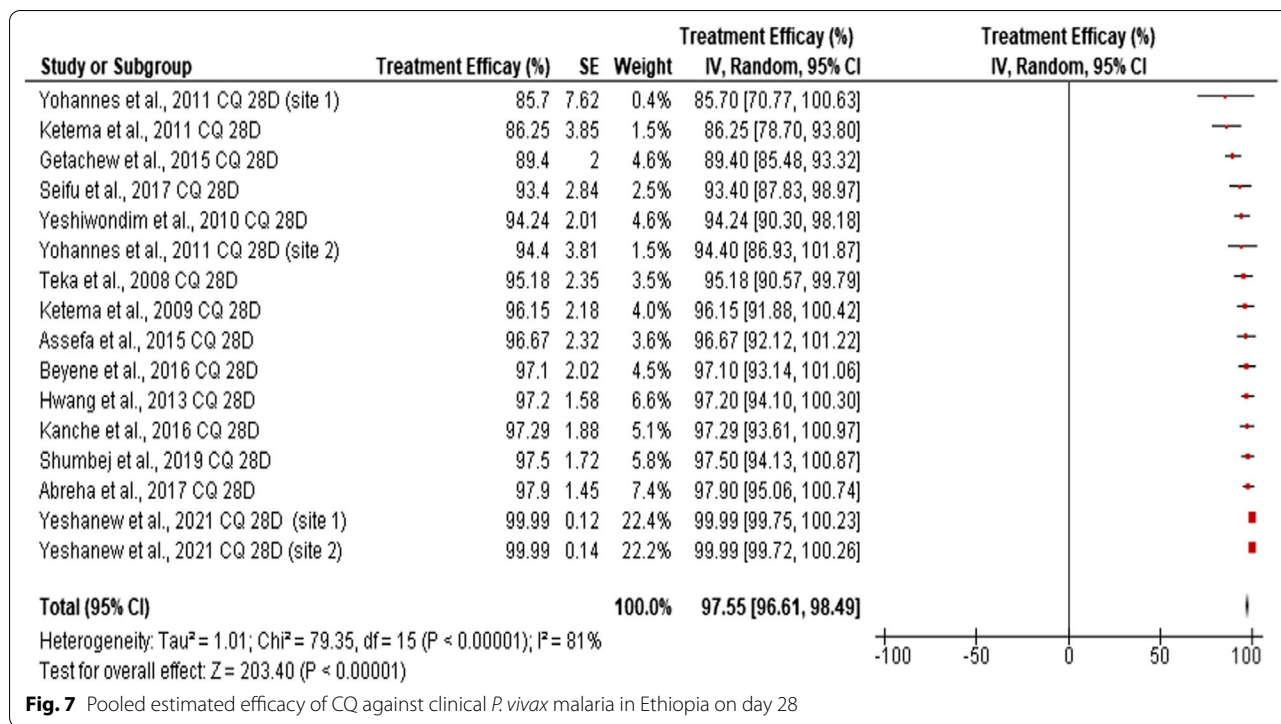 Treatment Efficay (%) Treatment Efficay (%)
Study or Subgroup Treatment Efficay (%) SE Weight IV, Random, 95% CI IV, Random, 95% CI
Yohannes et al., 2011 CQ 28D (site 1) 85.7 7.62 0.4% 85.70 [70.77, 100.63]
Ketema et al., 2011 CQ 28D 86.25 3.85 1.5% 86.25 [78.70, 93.80]
Getachew et al., 2015 CQ 28D 89.4 2 4.6% 89.40 [85.48, 93.32]
Seifu et al., 2017 CQ 28D 93.4 2.84 2.5% 93.40 [87.83, 98.97]
Yeshiwondim et al., 2010 CQ 28D 94.24 2.01 4.6% 94.24 [90.30, 98.18]
Yohannes et al., 2011 CQ 28D (site 2) 94.4 3.81 1.5% 94.40 [86.93, 101.87]
Teka et al., 2008 CQ 28D 95.18 2.35 3.5% 95.18 [90.57, 99.79]
Ketema et al., 2009 CQ 28D 96.15 2.18 4.0% 96.15 [91.88, 100.42]
Assefa et al., 2015 CQ 28D 96.67 2.32 3.6% 96.67 [92.12, 101.22]
Beyene et al., 2016 CQ 28D 97.1 2.02 4.5% 97.10 [93.14, 101.06]
Hwang et al., 2013 CQ 28D 97.2 1.58 6.6% 97.20 [94.10, 100.30]
Kanche et al., 2016 CQ 28D 97.29 1.88 5.1% 97.29 [93.61, 100.97]
Shumbej et al., 2019 CQ 28D 97.5 1.72 5.8% 97.50 [94.13, 100.87]
Abreha et al., 2017 CQ 28D 97.9 1.45 7.4% 97.90 [95.06, 100.74]
Yeshanew et al., 2021 CQ 28D (site 1) 99.99 0.12 22.4% 99.99 [99.75, 100.23]
Yeshanew et al., 2021 CQ 28D (site 2) 99.99 0.14 22.2% 99.99 [99.72, 100.26]
Total (95% CI) 100.0% 97.55 [96.61, 98.49]
Heterogeneity: Tau² = 1.01; Chi² = 79.35, df = 15 (P < 0.00001); I² = 81%
Test for overall effect: Z = 203.40 (P < 0.00001)
-100 -50 0 50 100
Fig. 7 Pooled estimated efficacy of CQ against clinical P. vivax malaria in Ethiopia on day 28